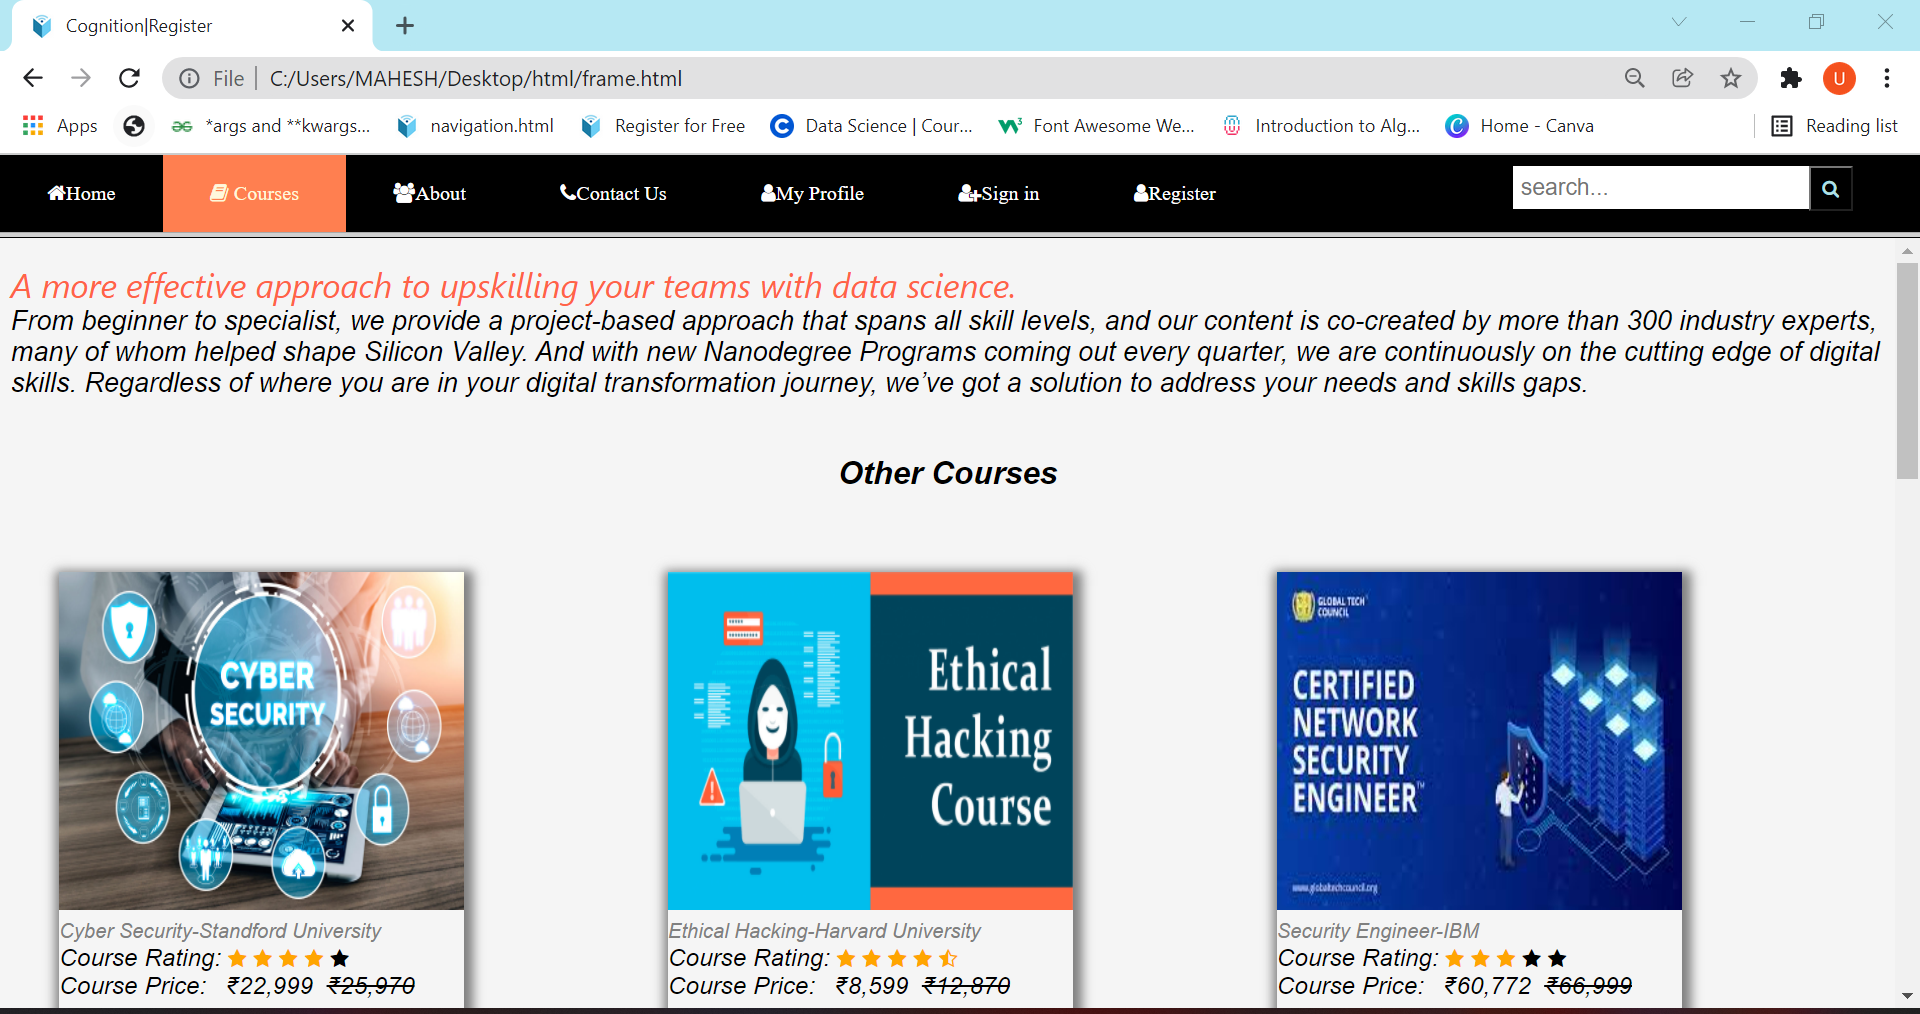 Cognition|Register
File C:/Users/MAHESH/Desktop/html/frame.html
U
Apps *args and **kwargs... navigation.html Register for Free Data Science | Cour... Font Awesome We... Introduction to Alg... Home - Canva Reading list
Home Courses About Contact Us My Profile Sign in Register search...
A more effective approach to upskilling your teams with data science.
From beginner to specialist, we provide a project-based approach that spans all skill levels, and our content is co-created by more than 300 industry experts,
many of whom helped shape Silicon Valley. And with new Nanodegree Programs coming out every quarter, we are continuously on the cutting edge of digital
skills. Regardless of where you are in your digital transformation journey, we’ve got a solution to address your needs and skills gaps.
Other Courses
CYBER
SECURITY
Cyber Security-Standford University
Course Rating:
Course Price: ₹22,999 ₹25,970
Ethical
Hacking
Course
Ethical Hacking-Harvard University
Course Rating:
Course Price: ₹8,599 ₹12,870
GLOBAL TECH
COUNCIL
CERTIFIED
NETWORK
SECURITY
ENGINEER™
www.globaltechcouncil.org
Security Engineer-IBM
Course Rating:
Course Price: ₹60,772 ₹66,999